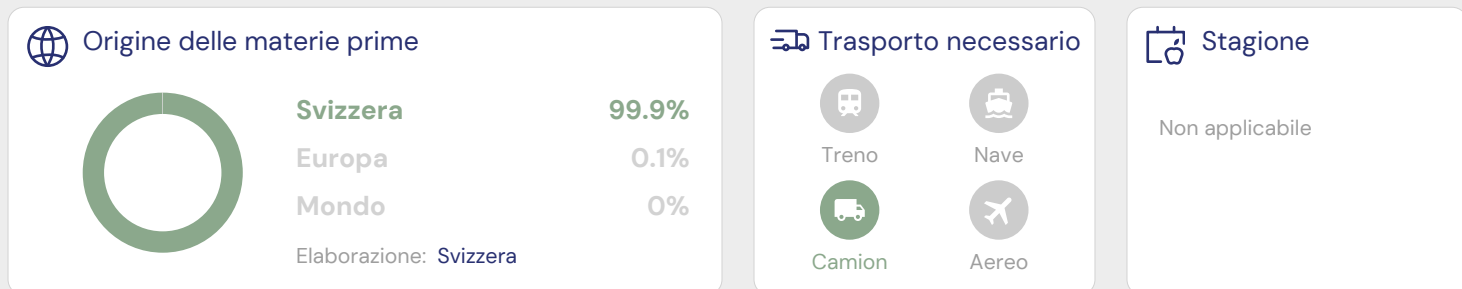 Origine delle materie prime
Svizzera 99.9%
Europa 0.1%
Mondo 0%
Elaborazione: Svizzera
Trasporto necessario
Treno Nave
Camion Aereo
Stagione
Non applicabile